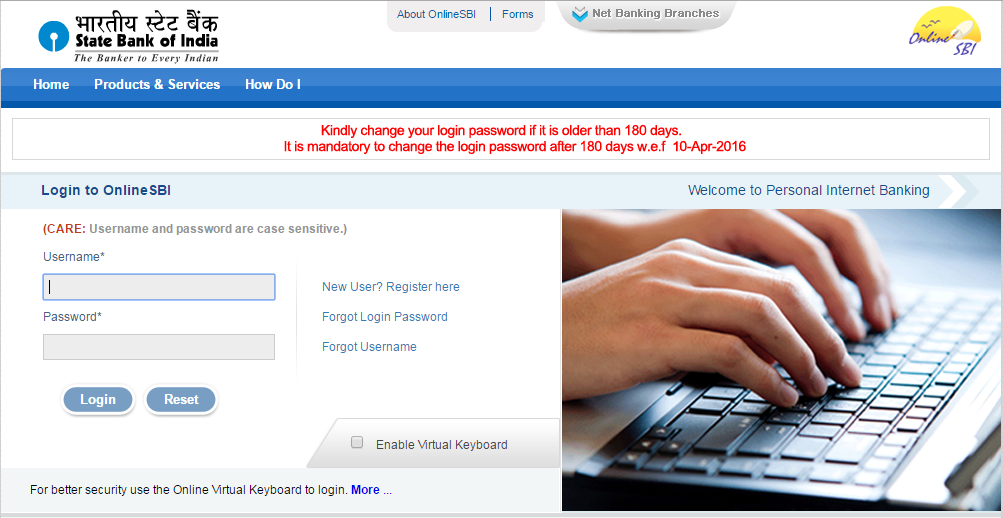 भारतीय स्टेट बैंक
State Bank of India
The Banker to Every Indian
About OnlineSBI
Forms
Net Banking Branches
Online SBI
Home
Products & Services
How Do I
Kindly change your login password if it is older than 180 days.
It is mandatory to change the login password after 180 days w.e.f 10-Apr-2016
Login to OnlineSBI
Welcome to Personal Internet Banking
(CARE: Username and password are case sensitive.)
Username*
New User? Register here
Password*
Forgot Login Password
Forgot Username
Login
Reset
Enable Virtual Keyboard
For better security use the Online Virtual Keyboard to login. More ...